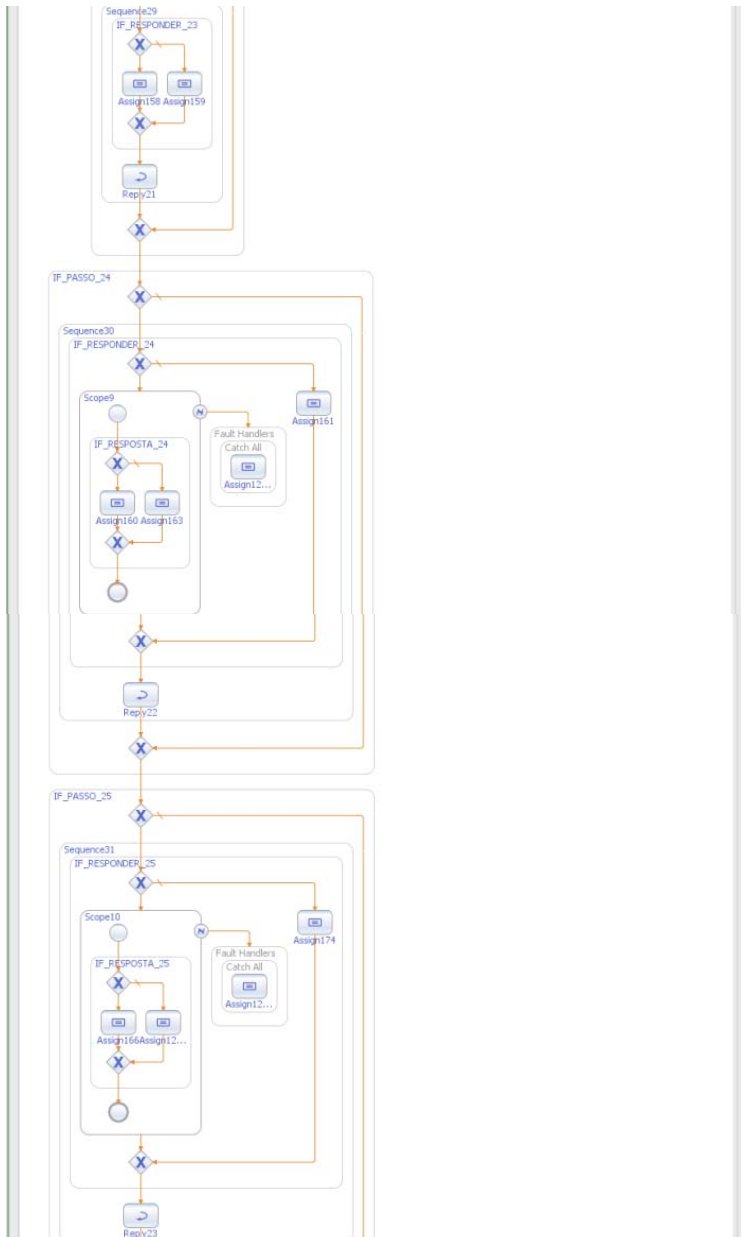 Sequence29
IF_RESPONDER_23
Assign158 Assign159
Reply21
IF_PASSO_24
Sequence30
IF_RESPONDER_24
Scope9
Assign161
Fault Handlers
IF_RESPOSTA_24
Catch All
Assign12...
Assign160 Assign163
Reply22
IF_PASSO_25
Sequence31
IF_RESPONDER_25
Scope10
Assign174
Fault Handlers
IF_RESPOSTA_25
Catch All
Assign12...
Assign166 Assign12...
Reply23